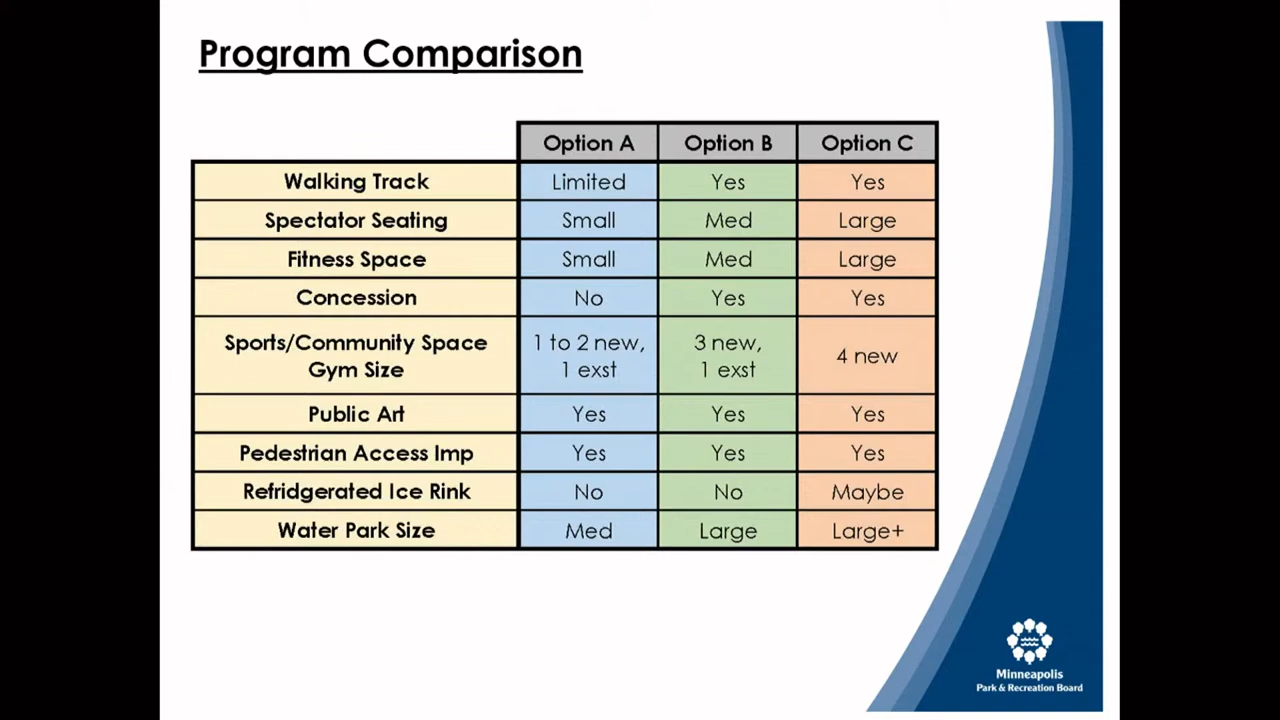 Program Comparison
Option A Option B Option C
Walking Track Limited Yes Yes
Spectator Seating Small Med Large
Fitness Space Small Med Large
Concession No Yes Yes
Sports/Community Space 1 to 2 new, 3 new, 4 new
Gym Size 1 exst 1 exst
Public Art Yes Yes Yes
Pedestrian Access Imp Yes Yes Yes
Refridgerated Ice Rink No No Maybe
Water Park Size Med Large Large+
Minneapolis
Park & Recreation Board